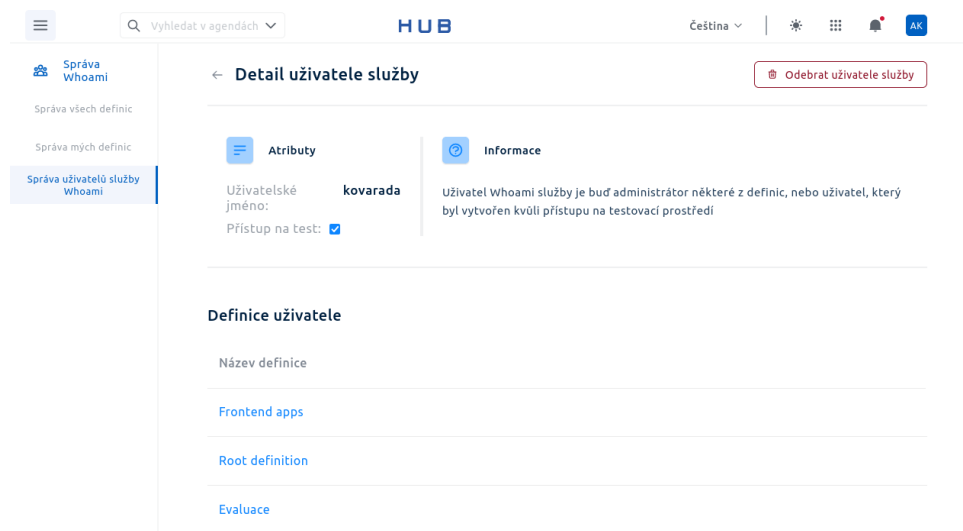 Vyhledat v agendách
HUB
Čeština
AK
Správa
Whoami
Správa všech definic
Správa mých definic
Správa uživatelů služby
Whoami
Detail uživatele služby
Odebrat uživatele služby
Atributy
Uživatelské
jméno:
kovarada
Přístup na test:
Informace
Uživatel Whoami služby je buď administrátor některé z definic, nebo uživatel, který
byl vytvořen kvůli přístupu na testovací prostředí
Definice uživatele
Název definice
Frontend apps
Root definition
Evaluace